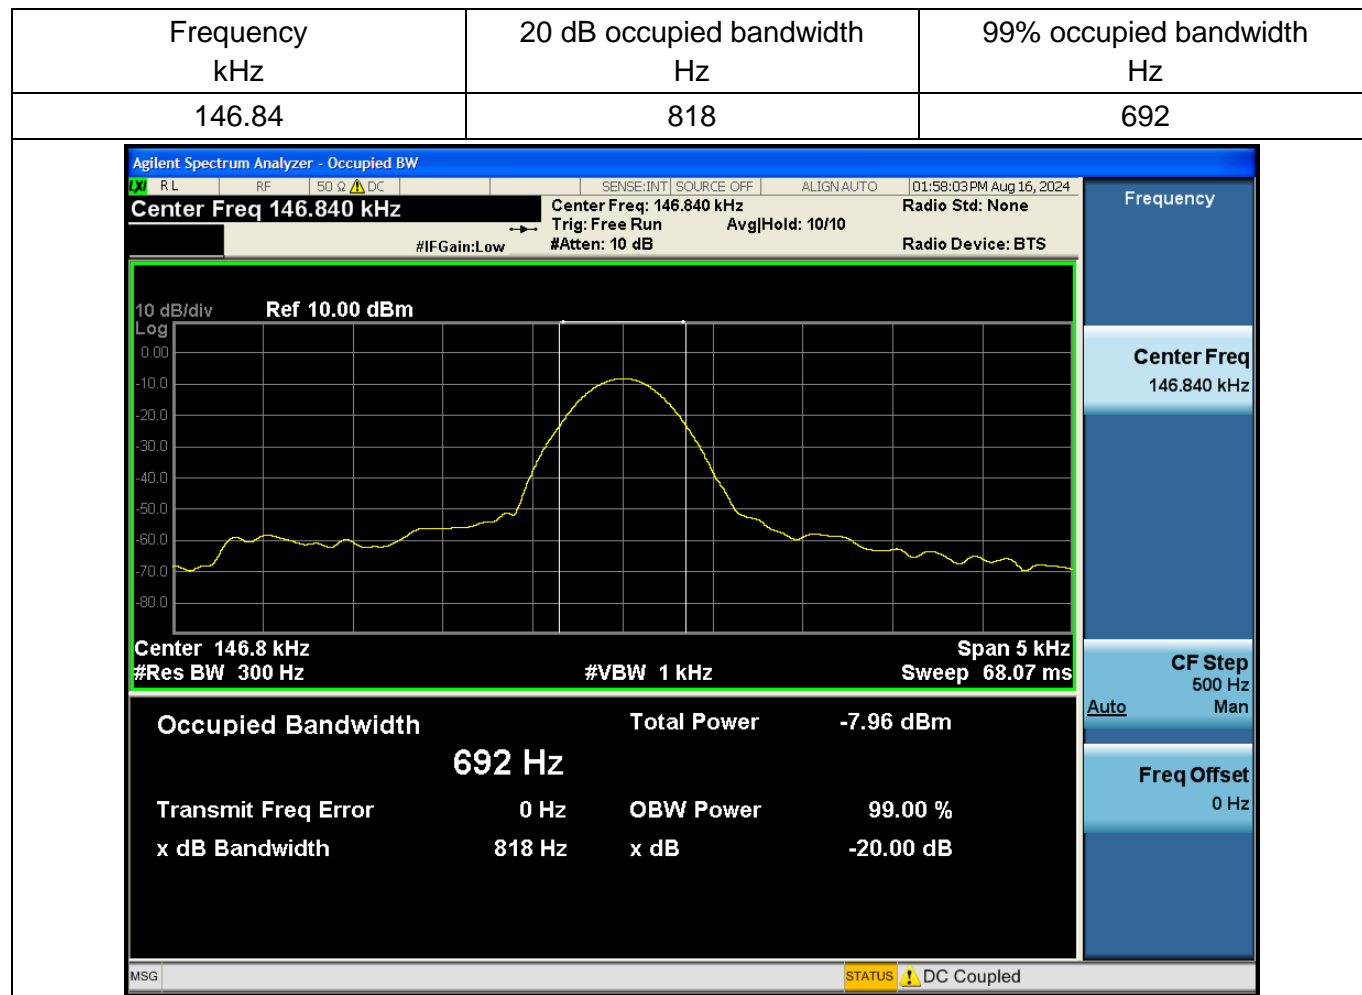 Frequency 20 dB occupied bandwidth 99% occupied bandwidth
kHz Hz Hz
146.84 818 692
Agilent Spectrum Analyzer - Occupied BW
LXI RL RF 50 Ω DC SENSE:INT SOURCE OFF ALIGN AUTO 01:58:03 PM Aug 16, 2024
Center Freq 146.840 kHz Center Freq: 146.840 kHz Radio Std: None
Trig: Free Run Avg|Hold: 10/10
#IFGain:Low #Atten: 10 dB Radio Device: BTS
Frequency
10 dB/div Ref 10.00 dBm
Log
0.00
-10.0
-20.0
-30.0
-40.0
-50.0
-60.0
-70.0
-80.0
Center 146.8 kHz Span 5 kHz
#Res BW 300 Hz #VBW 1 kHz Sweep 68.07 ms
Center Freq
146.840 kHz
CF Step
500 Hz
Auto Man
Freq Offset
0 Hz
Occupied Bandwidth Total Power -7.96 dBm
692 Hz
Transmit Freq Error 0 Hz OBW Power 99.00 %
x dB Bandwidth 818 Hz x dB -20.00 dB
MSG STATUS DC Coupled